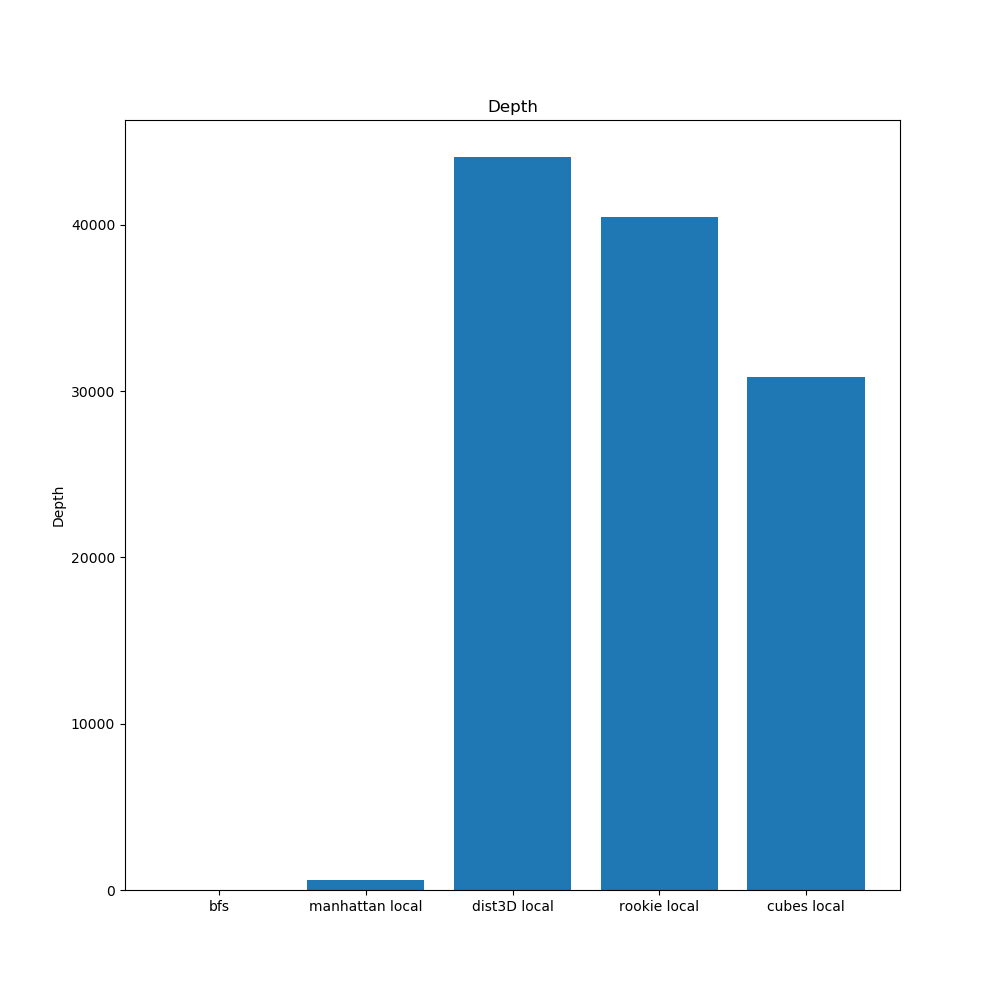 Depth
40000
30000
Depth
20000
10000
0
bfs
manhattan local
dist3D local
rookie local
cubes local